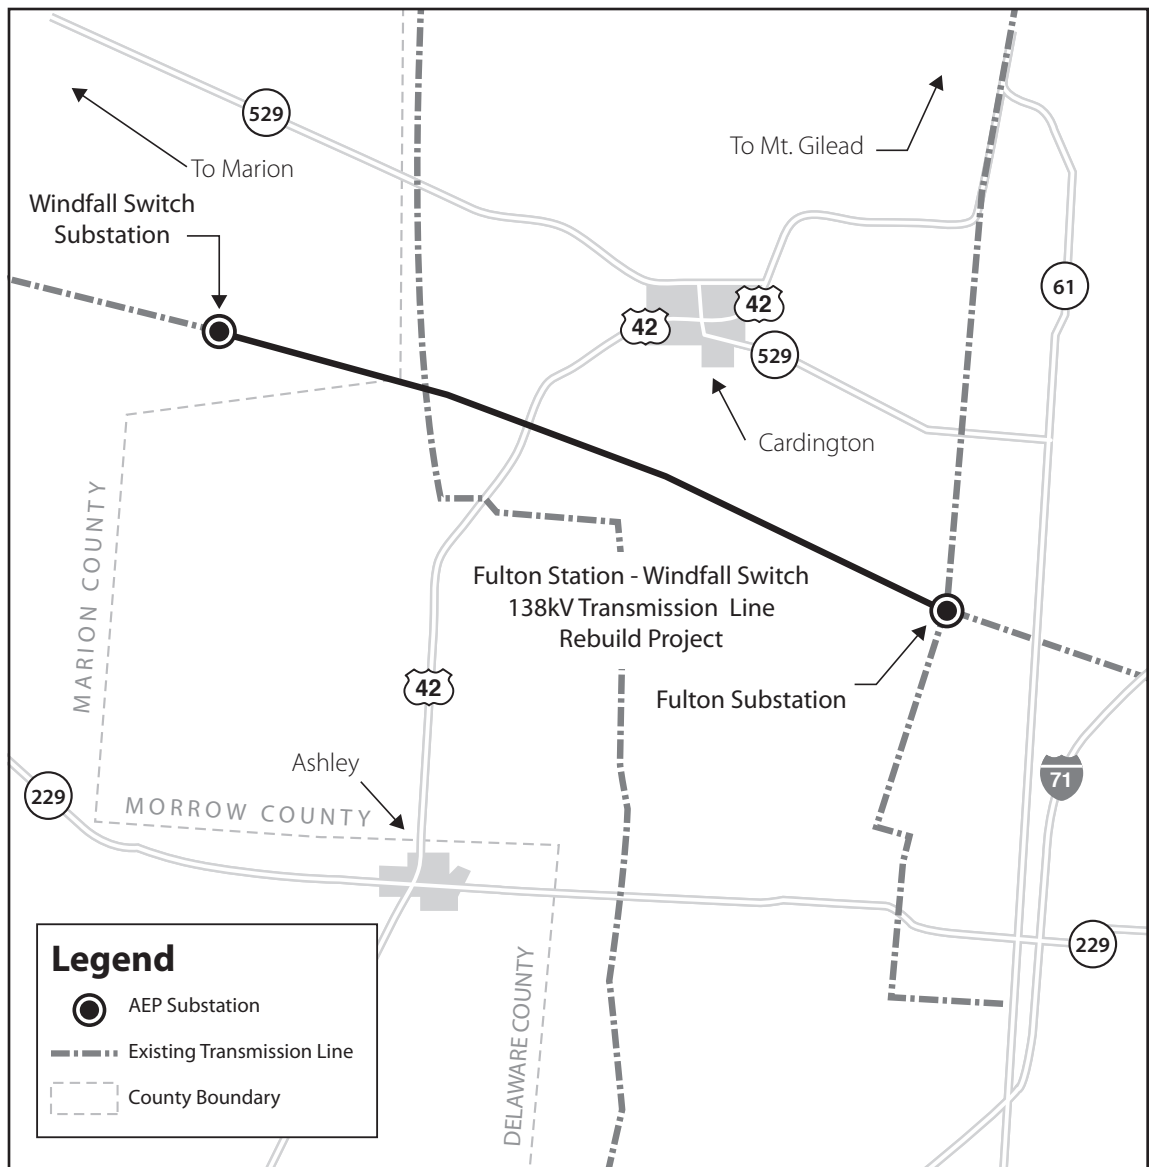 529
To Marion
To Mt. Gilead
Windfall Switch
Substation
61
42
42
529
Cardington
MARION COUNTY
Fulton Station - Windfall Switch
138kV Transmission Line
Rebuild Project
42
Fulton Substation
Ashley
71
229
MORROW COUNTY
229
DELAWARE COUNTY
Legend
AEP Substation
Existing Transmission Line
County Boundary